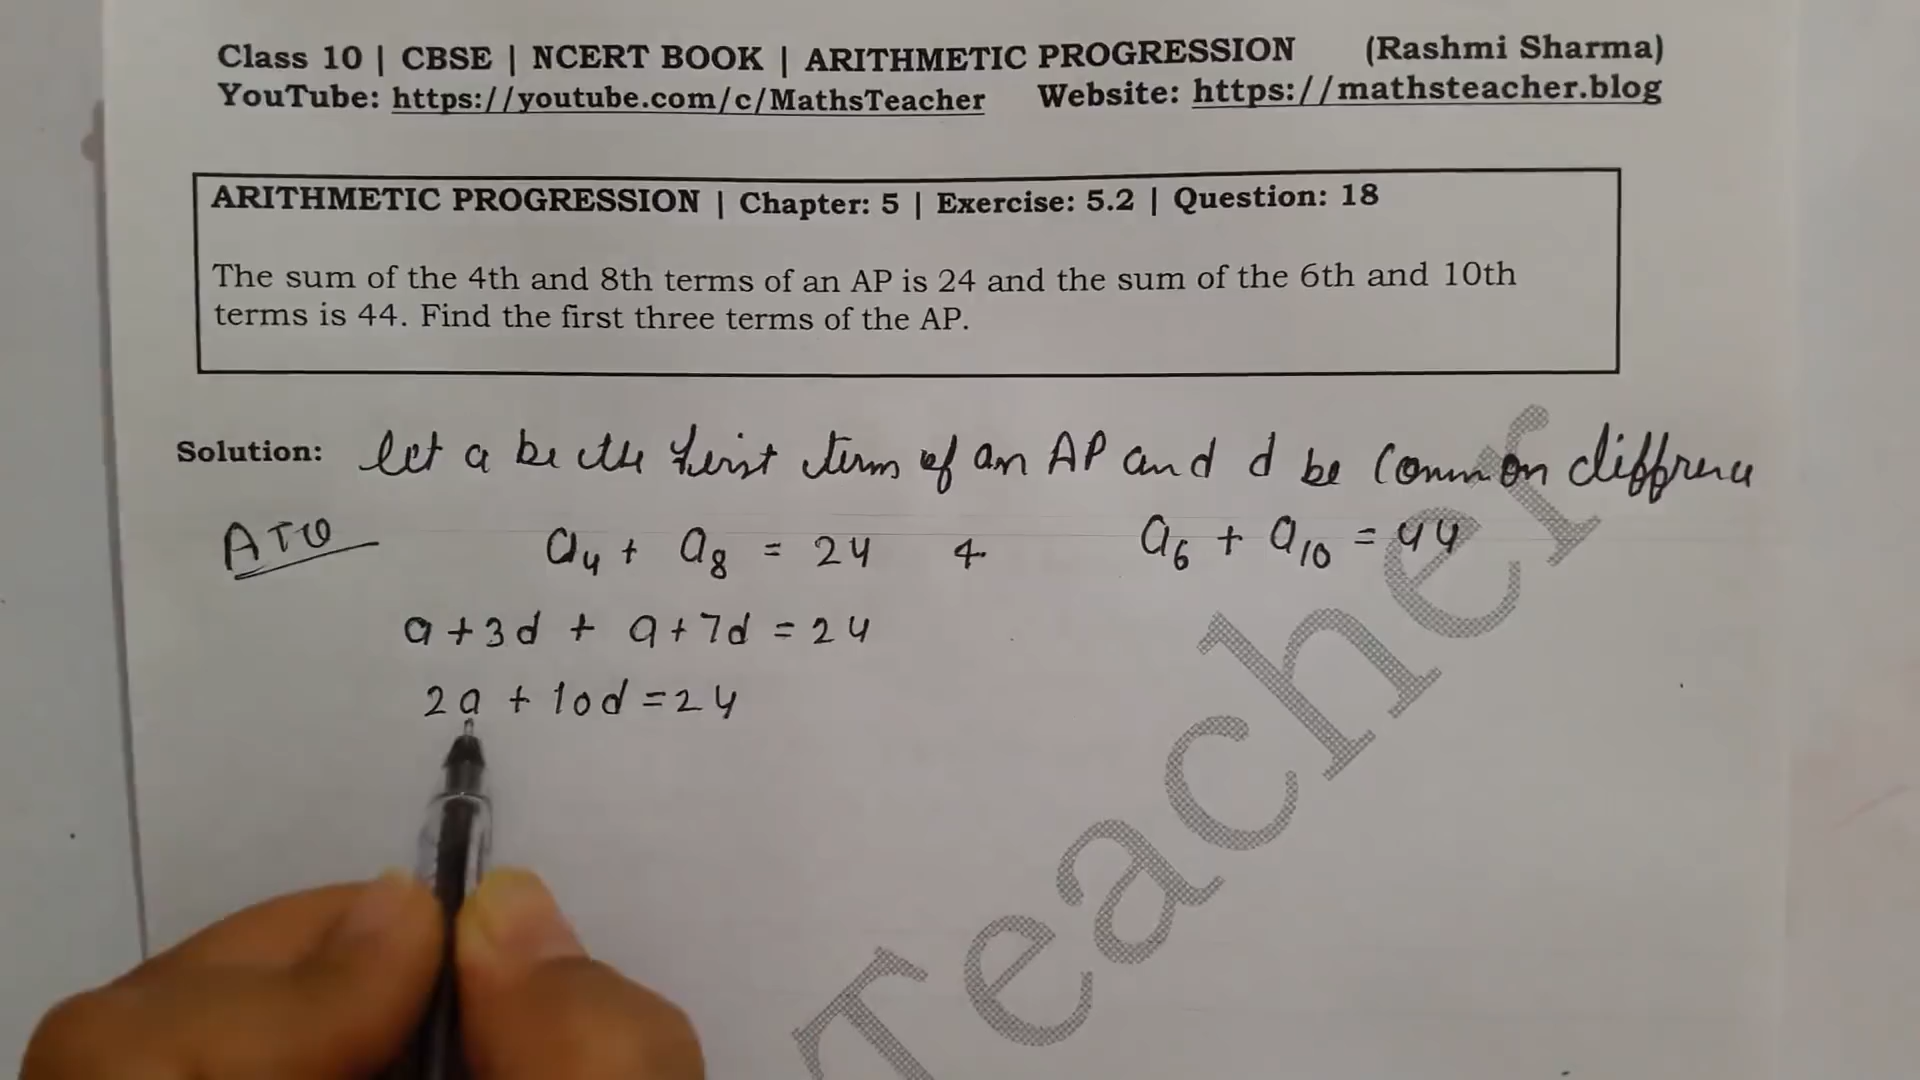 Class 10 | CBSE | NCERT BOOK | ARITHMETIC PROGRESSION (Rashmi Sharma)
YouTube: https://youtube.com/c/MathsTeacher Website: https://mathsteacher.blog
ARITHMETIC PROGRESSION | Chapter: 5 | Exercise: 5.2 | Question: 18
The sum of the 4th and 8th terms of an AP is 24 and the sum of the 6th and 10th
terms is 44. Find the first three terms of the AP.
Solution: let a be the first term of an AP and d be common diffrence
ATQ a₄ + a₈ = 24 & a₆ + a₁₀ = 44
a + 3d + a + 7d = 24
2a + 10d = 24
Teacher